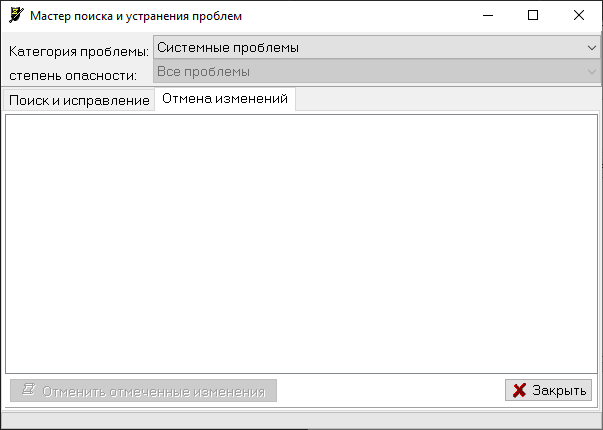 Мастер поиска и устранения проблем
Категория проблемы: Системные проблемы
степень опасности: Все проблемы
Поиск и исправление Отмена изменений
Отменить отмеченные изменения Закрыть